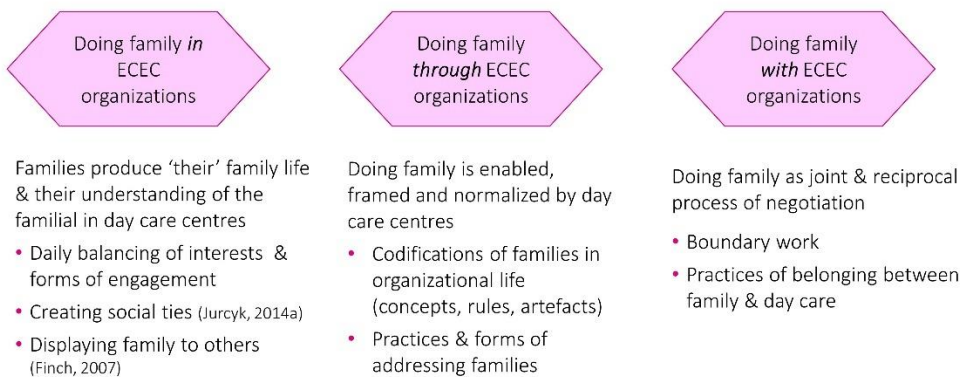 Doing family in
ECEC
organizations
Families produce ‘their’ family life
& their understanding of the
familial in day care centres
• Daily balancing of interests &
forms of engagement
• Creating social ties (Jurcyk, 2014a)
• Displaying family to others
(Finch, 2007)
Doing family
through ECEC
organizations
Doing family is enabled,
framed and normalized by day
care centres
• Codifications of families in
organizational life
(concepts, rules, artefacts)
• Practices & forms of
addressing families
Doing family
with ECEC
organizations
Doing family as joint & reciprocal
process of negotiation
• Boundary work
• Practices of belonging between
family & day care